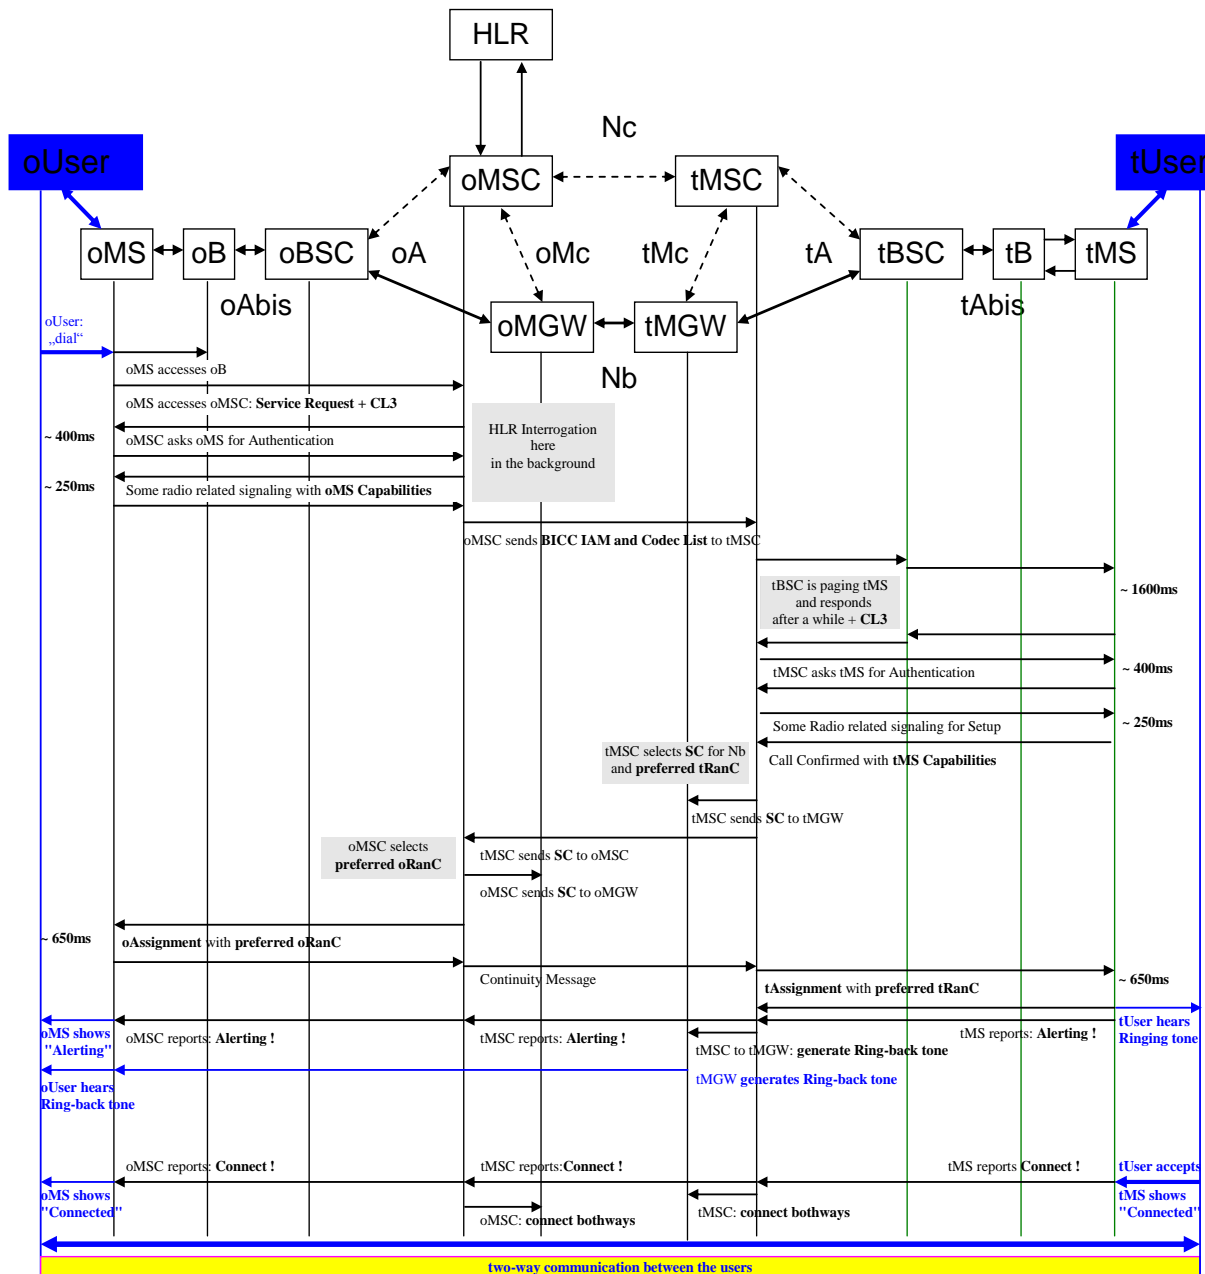 HLR
Nc
oUser
tUser
oMSC
tMSC
oMS
oB
oBSC
oA
oMc
tMc
tA
tBSC
tB
tMS
oAbis
tAbis
oMGW
tMGW
Nb
oUser:
„dial“
oMS accesses oB
oMS accesses oMSC: Service Request + CL3
HLR Interrogation
here
in the background
~ 400ms
oMSC asks oMS for Authentication
~ 250ms
Some radio related signaling with oMS Capabilities
oMSC sends BICC IAM and Codec List to tMSC
tBSC is paging tMS
and responds
after a while + CL3
~ 1600ms
tMSC asks tMS for Authentication
~ 400ms
Some Radio related signaling for Setup
~ 250ms
tMSC selects SC for Nb
and preferred tRanC
Call Confirmed with tMS Capabilities
tMSC sends SC to tMGW
oMSC selects
preferred oRanC
tMSC sends SC to oMSC
oMSC sends SC to oMGW
~ 650ms
oAssignment with preferred oRanC
Continuity Message
tAssignment with preferred tRanC
~ 650ms
oMS shows
"Alerting"
oMSC reports: Alerting !
tMSC reports: Alerting !
tMS reports: Alerting !
tUser hears
Ringing tone
tMSC to tMGW: generate Ring-back tone
tMGW generates Ring-back tone
oUser hears
Ring-back tone
oMSC reports: Connect !
tMSC reports:Connect !
tMS reports Connect !
tUser accepts
oMS shows
"Connected"
tMS shows
"Connected"
oMSC: connect bothways
tMSC: connect bothways
two-way communication between the users